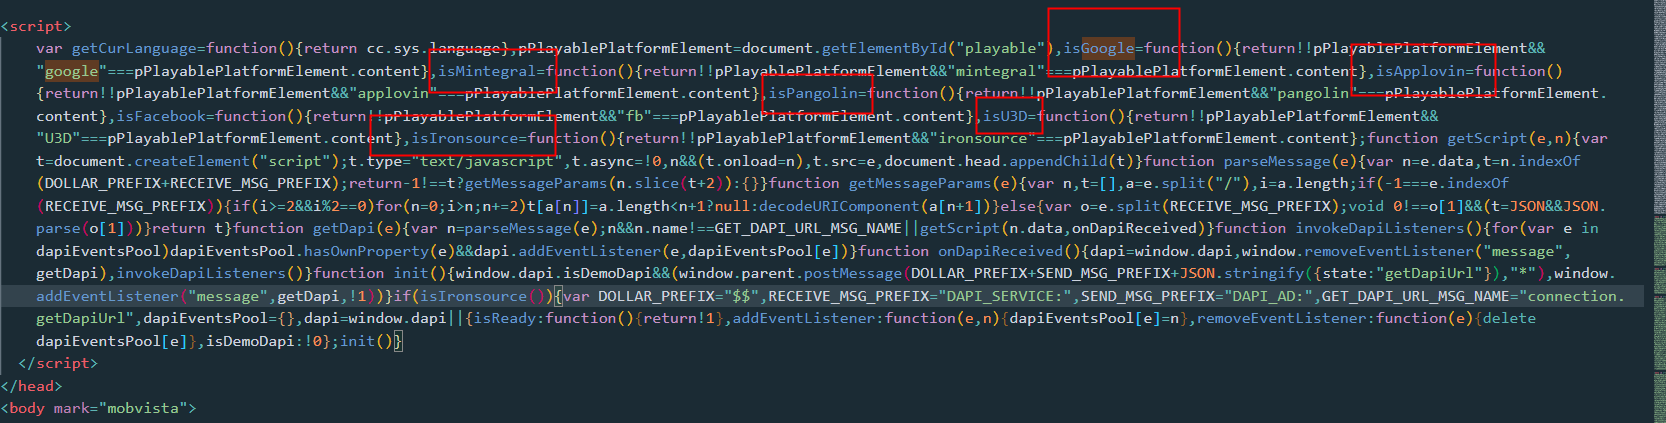 <script>
var getCurLanguage=function(){return cc.sys.language},pPlayablePlatformElement=document.getElementById("playable"),isGoogle=function(){return!!pPlayablePlatformElement&&
"google"===pPlayablePlatformElement.content},isMintegral=function(){return!!pPlayablePlatformElement&&"mintegral"===pPlayablePlatformElement.content},isApplovin=function()
{return!!pPlayablePlatformElement&&"applovin"===pPlayablePlatformElement.content},isPangolin=function(){return!!pPlayablePlatformElement&&"pangolin"===pPlayablePlatformElement.
content},isFacebook=function(){return!!pPlayablePlatformElement&&"fb"===pPlayablePlatformElement.content},isU3D=function(){return!!pPlayablePlatformElement&&
"U3D"===pPlayablePlatformElement.content},isIronsource=function(){return!!pPlayablePlatformElement&&"ironsource"===pPlayablePlatformElement.content};function getScript(e,n){var
t=document.createElement("script");t.type="text/javascript",t.async=!0,n&&(t.onload=n),t.src=e,document.head.appendChild(t)}function parseMessage(e){var n=e.data,t=n.indexOf
(DOLLAR_PREFIX+RECEIVE_MSG_PREFIX);return-1!==t?getMessageParams(n.slice(t+2)):{}}function getMessageParams(e){var n,t=[],a=e.split("/"),i=a.length;if(-1===e.indexOf
(RECEIVE_MSG_PREFIX)){if(i>=2&&i%2==0)for(n=0;i>n;n+=2)t[a[n]]=a.length<n+1?null:decodeURIComponent(a[n+1])}else{var o=e.split(RECEIVE_MSG_PREFIX);void 0!==o[1]&&(t=JSON&&JSON.
parse(o[1]))}return t}function getDapi(e){var n=parseMessage(e);n&&n.name!==GET_DAPI_URL_MSG_NAME||getScript(n.data,onDapiReceived)}function invokeDapiListeners(){for(var e in
dapiEventsPool)dapiEventsPool.hasOwnProperty(e)&&dapi.addEventListener(e,dapiEventsPool[e])}function onDapiReceived(){dapi=window.dapi,window.removeEventListener("message",
getDapi),invokeDapiListeners()}function init(){window.dapi.isDemoDapi&&(window.parent.postMessage(DOLLAR_PREFIX+SEND_MSG_PREFIX+JSON.stringify({state:"getDapiUrl"}),"*"),window.
addEventListener("message",getDapi,!1))}if(isIronsource()){var DOLLAR_PREFIX="$$",RECEIVE_MSG_PREFIX="DAPI_SERVICE:",SEND_MSG_PREFIX="DAPI_AD:",GET_DAPI_URL_MSG_NAME="connection.
getDapiUrl",dapiEventsPool={},dapi=window.dapi||{isReady:function(){return!1},addEventListener:function(e,n){dapiEventsPool[e]=n},removeEventListener:function(e){delete
dapiEventsPool[e]},isDemoDapi:!0};init()}
</script>
</head>
<body mark="mobvista">